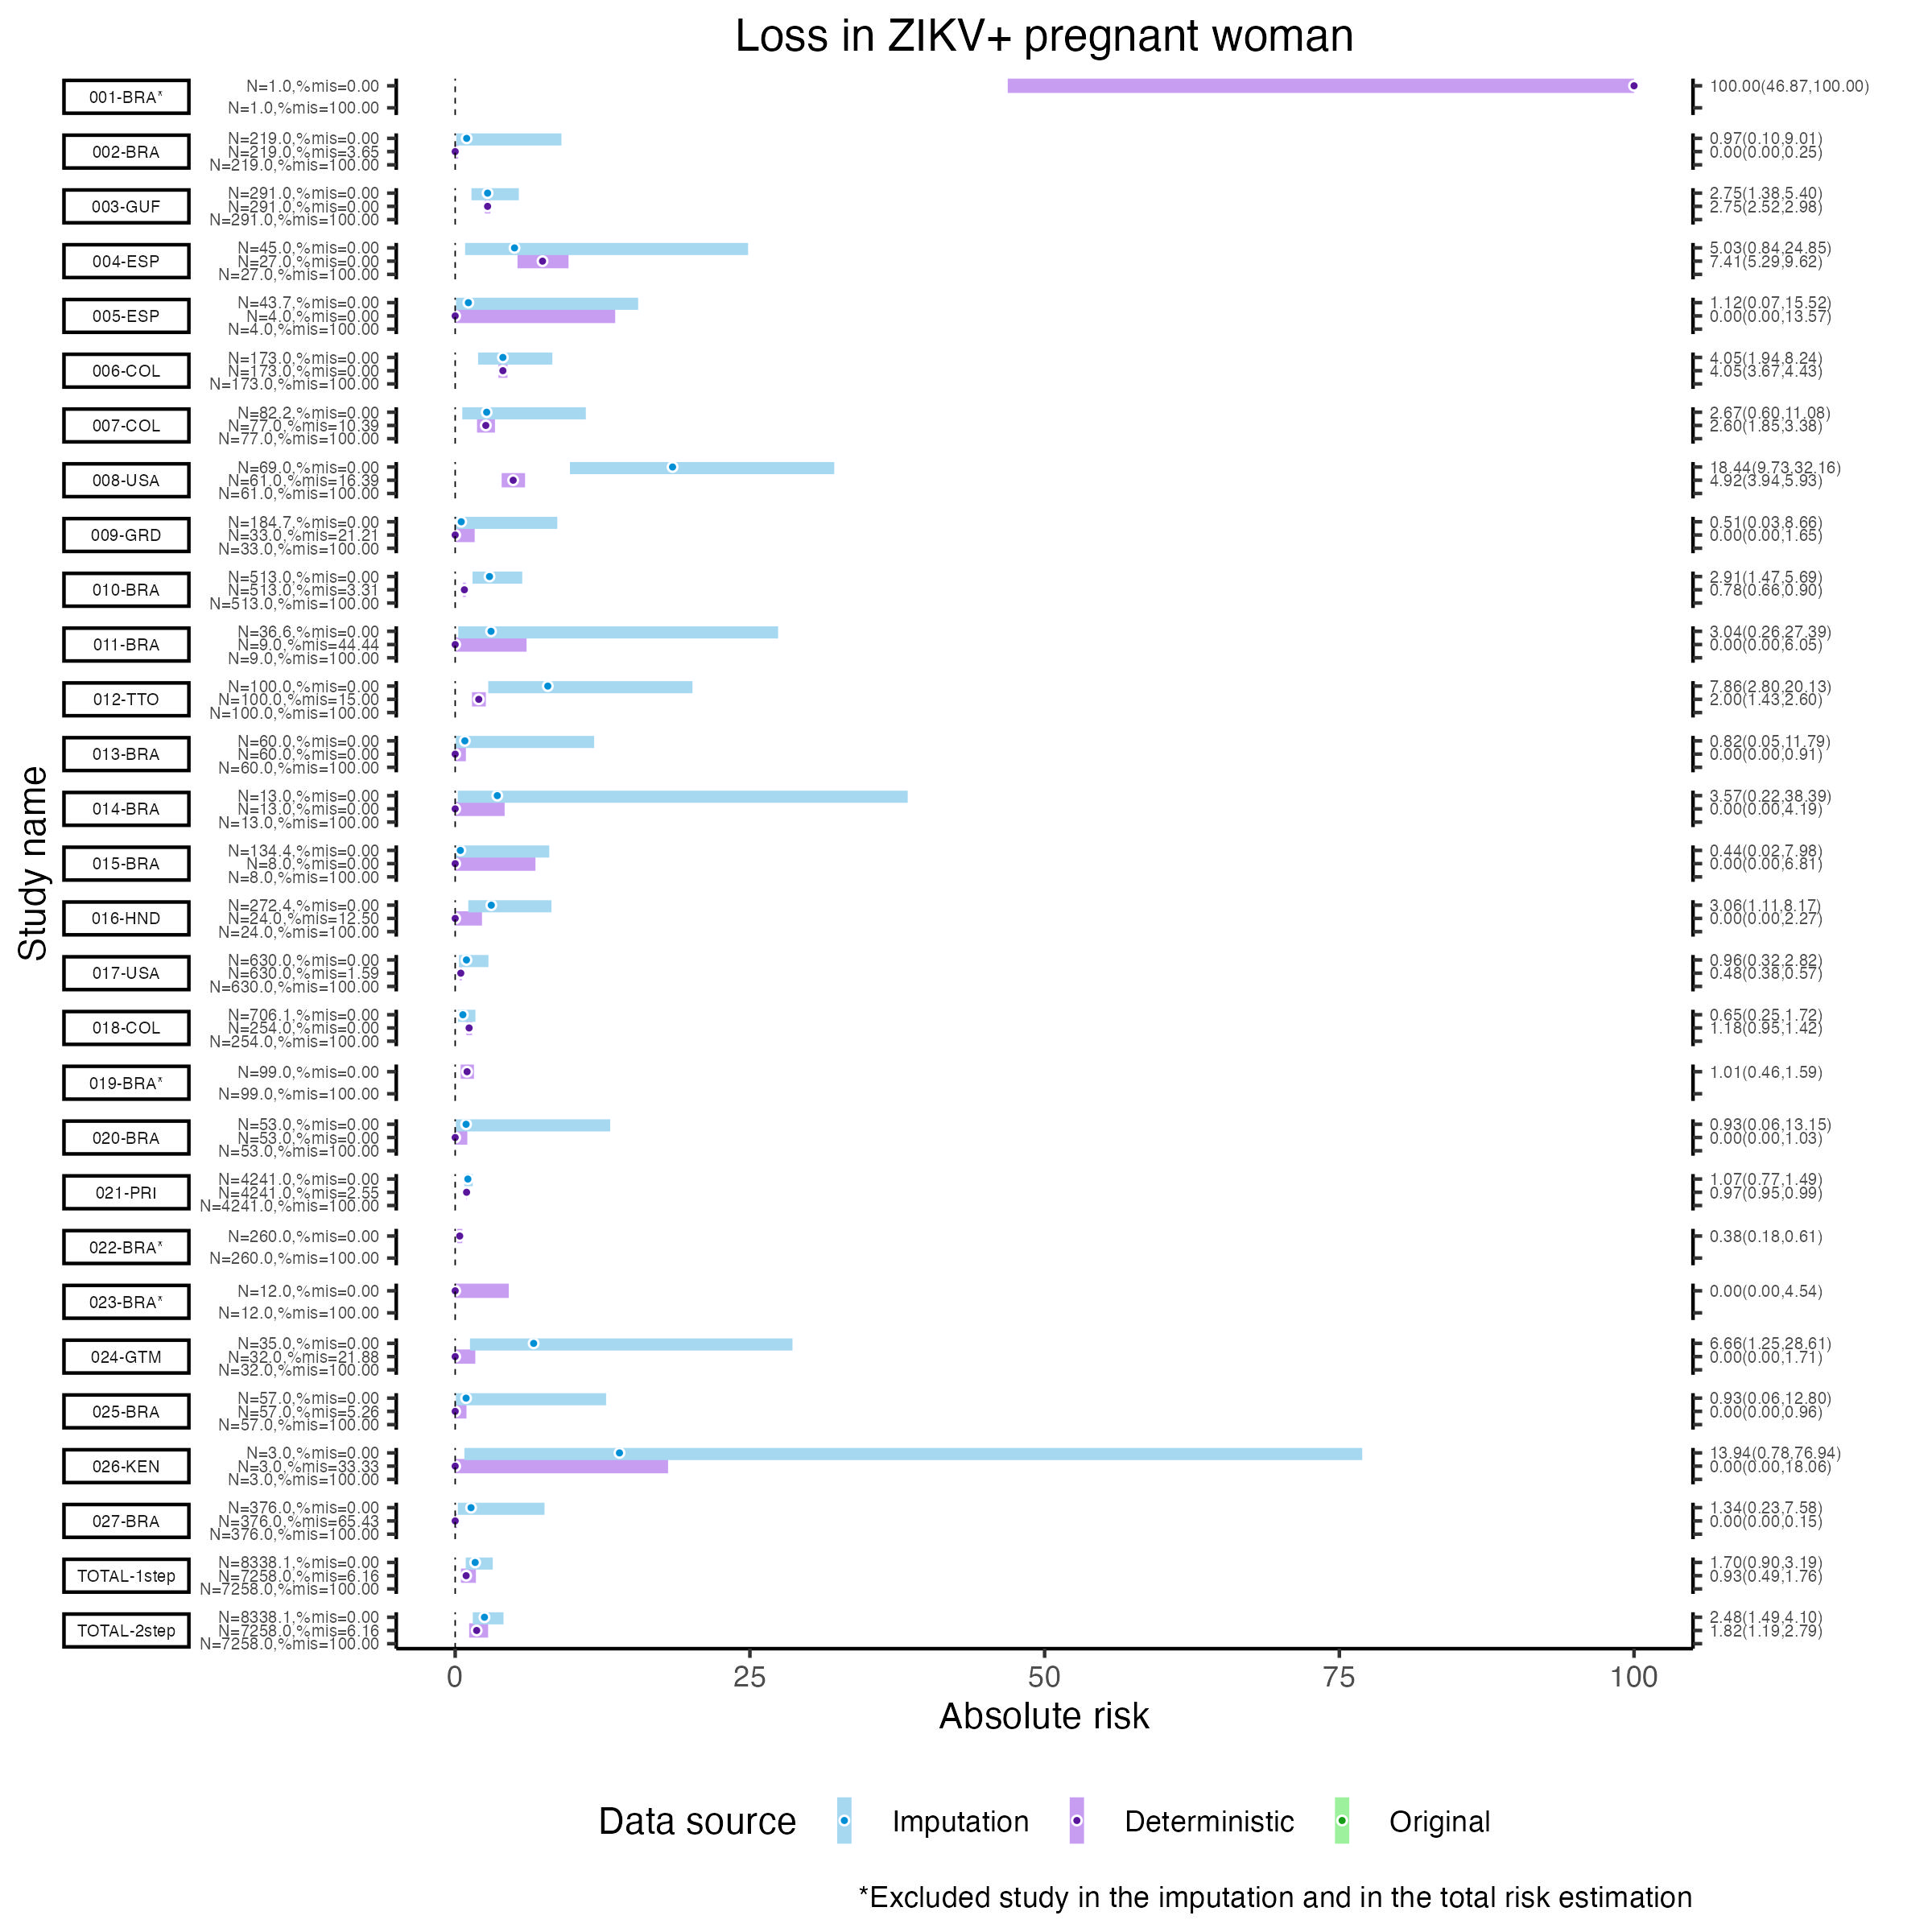 Loss in ZIKV+ pregnant woman
Study name
001-BRA*
N=1.0,%mis=0.00
100.00(46.87,100.00)
N=1.0,%mis=100.00
002-BRA
N=219.0,%mis=0.00
0.97(0.10,9.01)
N=219.0,%mis=3.65
0.00(0.00,0.25)
N=219.0,%mis=100.00
003-GUF
N=291.0,%mis=0.00
2.75(1.38,5.40)
N=291.0,%mis=0.00
2.75(2.52,2.98)
N=291.0,%mis=100.00
004-ESP
N=45.0,%mis=0.00
5.03(0.84,24.85)
N=27.0,%mis=0.00
7.41(5.29,9.62)
N=27.0,%mis=100.00
005-ESP
N=43.7,%mis=0.00
1.12(0.07,15.52)
N=4.0,%mis=0.00
0.00(0.00,13.57)
N=4.0,%mis=100.00
006-COL
N=173.0,%mis=0.00
4.05(1.94,8.24)
N=173.0,%mis=0.00
4.05(3.67,4.43)
N=173.0,%mis=100.00
007-COL
N=82.2,%mis=0.00
2.67(0.60,11.08)
N=77.0,%mis=10.39
2.60(1.85,3.38)
N=77.0,%mis=100.00
008-USA
N=69.0,%mis=0.00
18.44(9.73,32.16)
N=61.0,%mis=16.39
4.92(3.94,5.93)
N=61.0,%mis=100.00
009-GRD
N=184.7,%mis=0.00
0.51(0.03,8.66)
N=33.0,%mis=21.21
0.00(0.00,1.65)
N=33.0,%mis=100.00
010-BRA
N=513.0,%mis=0.00
2.91(1.47,5.69)
N=513.0,%mis=3.31
0.78(0.66,0.90)
N=513.0,%mis=100.00
011-BRA
N=36.6,%mis=0.00
3.04(0.26,27.39)
N=9.0,%mis=44.44
0.00(0.00,6.05)
N=9.0,%mis=100.00
012-TTO
N=100.0,%mis=0.00
7.86(2.80,20.13)
N=100.0,%mis=15.00
2.00(1.43,2.60)
N=100.0,%mis=100.00
013-BRA
N=60.0,%mis=0.00
0.82(0.05,11.79)
N=60.0,%mis=0.00
0.00(0.00,0.91)
N=60.0,%mis=100.00
014-BRA
N=13.0,%mis=0.00
3.57(0.22,38.39)
N=13.0,%mis=0.00
0.00(0.00,4.19)
N=13.0,%mis=100.00
015-BRA
N=134.4,%mis=0.00
0.44(0.02,7.98)
N=8.0,%mis=0.00
0.00(0.00,6.81)
N=8.0,%mis=100.00
016-HND
N=272.4,%mis=0.00
3.06(1.11,8.17)
N=24.0,%mis=12.50
0.00(0.00,2.27)
N=24.0,%mis=100.00
017-USA
N=630.0,%mis=0.00
0.96(0.32,2.82)
N=630.0,%mis=1.59
0.48(0.38,0.57)
N=630.0,%mis=100.00
018-COL
N=706.1,%mis=0.00
0.65(0.25,1.72)
N=254.0,%mis=0.00
1.18(0.95,1.42)
N=254.0,%mis=100.00
019-BRA*
N=99.0,%mis=0.00
1.01(0.46,1.59)
N=99.0,%mis=100.00
020-BRA
N=53.0,%mis=0.00
0.93(0.06,13.15)
N=53.0,%mis=0.00
0.00(0.00,1.03)
N=53.0,%mis=100.00
021-PRI
N=4241.0,%mis=0.00
1.07(0.77,1.49)
N=4241.0,%mis=2.55
0.97(0.95,0.99)
N=4241.0,%mis=100.00
022-BRA*
N=260.0,%mis=0.00
0.38(0.18,0.61)
N=260.0,%mis=100.00
023-BRA*
N=12.0,%mis=0.00
0.00(0.00,4.54)
N=12.0,%mis=100.00
024-GTM
N=35.0,%mis=0.00
6.66(1.25,28.61)
N=32.0,%mis=21.88
0.00(0.00,1.71)
N=32.0,%mis=100.00
025-BRA
N=57.0,%mis=0.00
0.93(0.06,12.80)
N=57.0,%mis=5.26
0.00(0.00,0.96)
N=57.0,%mis=100.00
026-KEN
N=3.0,%mis=0.00
13.94(0.78,76.94)
N=3.0,%mis=33.33
0.00(0.00,18.06)
N=3.0,%mis=100.00
027-BRA
N=376.0,%mis=0.00
1.34(0.23,7.58)
N=376.0,%mis=65.43
0.00(0.00,0.15)
N=376.0,%mis=100.00
TOTAL-1step
N=8338.1,%mis=0.00
1.70(0.90,3.19)
N=7258.0,%mis=6.16
0.93(0.49,1.76)
N=7258.0,%mis=100.00
TOTAL-2step
N=8338.1,%mis=0.00
2.48(1.49,4.10)
N=7258.0,%mis=6.16
1.82(1.19,2.79)
N=7258.0,%mis=100.00
0 25 50 75 100
Absolute risk
Data source Imputation Deterministic Original
*Excluded study in the imputation and in the total risk estimation